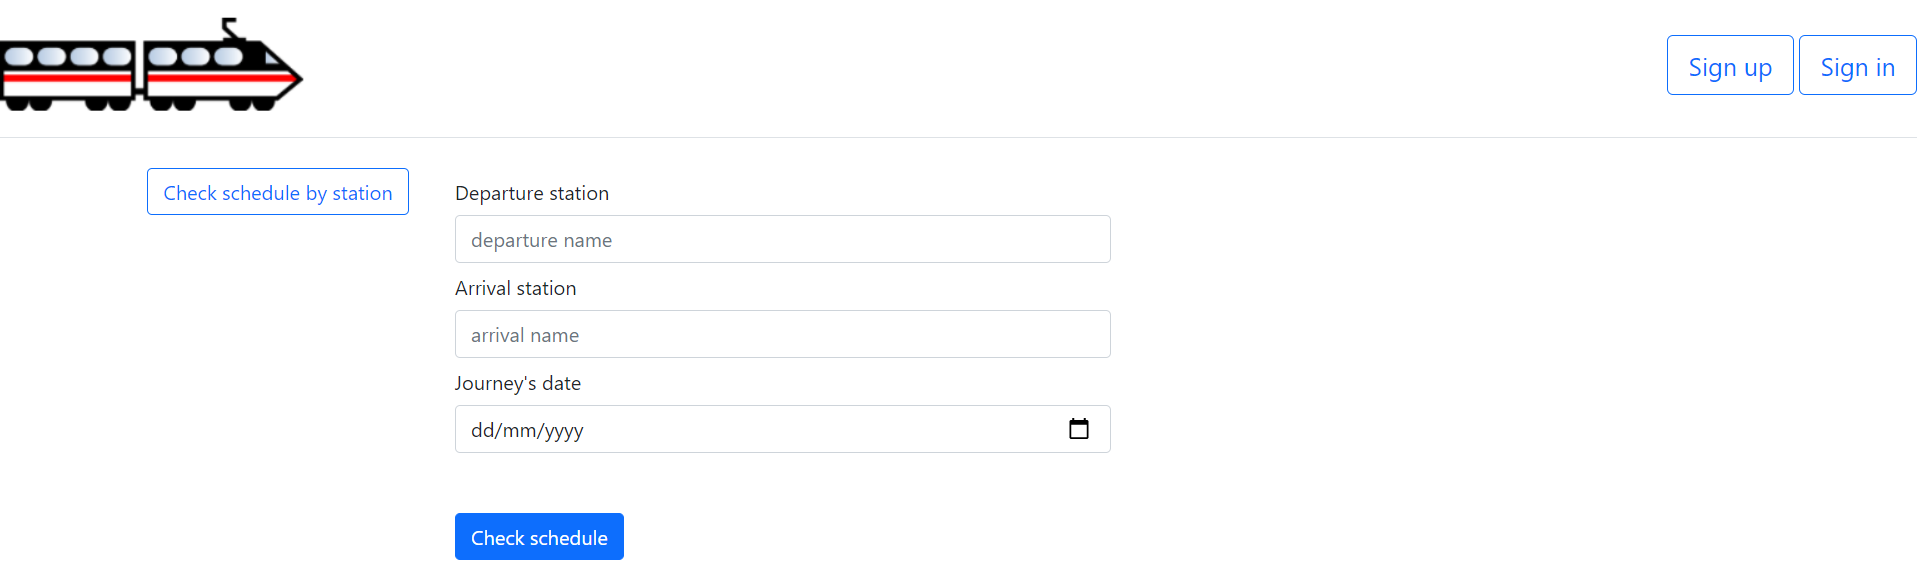 Sign up Sign in
Check schedule by station
Departure station
departure name
Arrival station
arrival name
Journey's date
dd/mm/yyyy
Check schedule